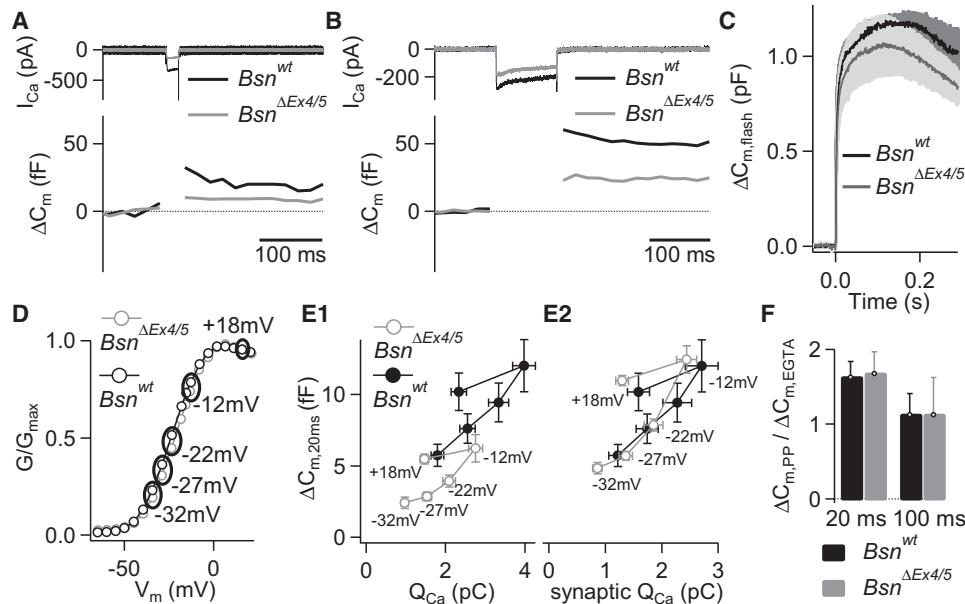 A
I_Ca (pA)
0
-500
Bsn^wt
Bsn^ΔEx4/5
ΔC_m (fF)
50
0
100 ms
B
I_Ca (pA)
0
-200
Bsn^wt
Bsn^ΔEx4/5
ΔC_m (fF)
50
0
100 ms
C
ΔC_m,flash (pF)
1.0
0.0
Bsn^wt
Bsn^ΔEx4/5
0.0 0.2
Time (s)
D
Bsn^ΔEx4/5
Bsn^wt
G/G_max
1.0
0.5
0.0
+18mV
-12mV
-22mV
-27mV
-32mV
-50 0
V_m (mV)
E1
Bsn^ΔEx4/5
Bsn^wt
ΔC_m,20ms (fF)
10
5
0
+18mV
-12mV
-22mV
-27mV
-32mV
0 2 4
Q_Ca (pC)
E2
+18mV
-12mV
-22mV
-27mV
-32mV
0 1 2 3
synaptic Q_Ca (pC)
F
ΔC_m,PP / ΔC_m,EGTA
2
1
0
20 ms 100 ms
Bsn^wt
Bsn^ΔEx4/5